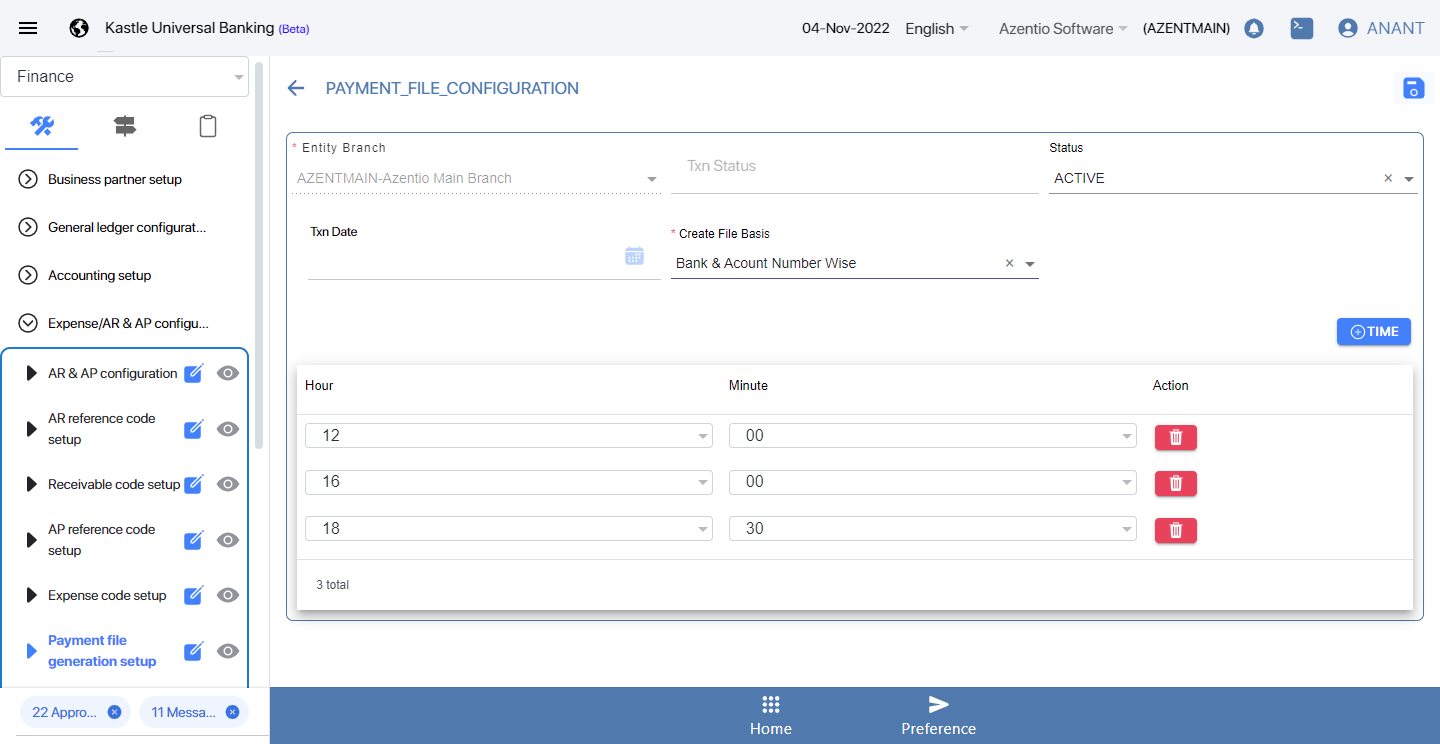 Kastle Universal Banking (Beta)
04-Nov-2022
English
Azentio Software
(AZENTMAIN)
ANANT
Finance
Business partner setup
General ledger configurat...
Accounting setup
Expense/AR & AP configu...
AR & AP configuration
AR reference code
setup
Receivable code setup
AP reference code
setup
Expense code setup
Payment file
generation setup
22 Appro...
11 Messa...
PAYMENT_FILE_CONFIGURATION
* Entity Branch
AZENTMAIN-Azentio Main Branch
Txn Status
Status
ACTIVE
Txn Date
* Create File Basis
Bank & Acount Number Wise
TIME
Hour Minute Action
12 00
16 00
18 30
3 total
Home
Preference